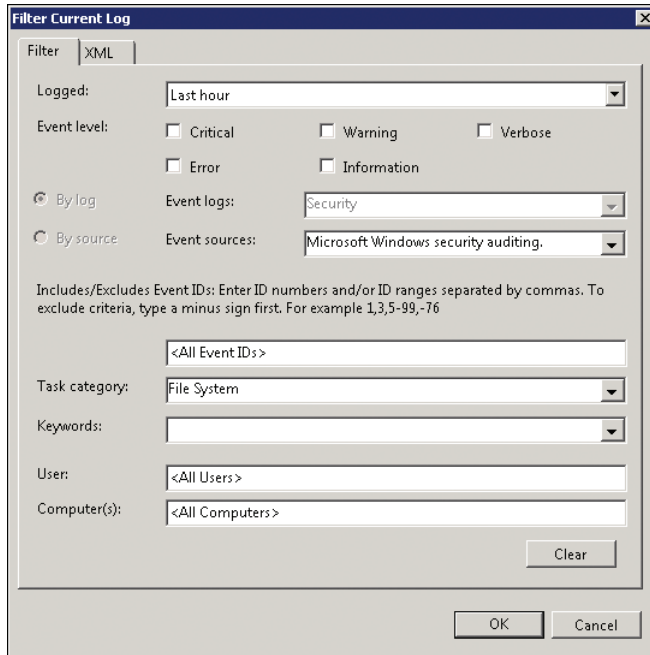 Filter Current Log
Filter XML
Logged: Last hour
Event level: Critical Warning Verbose
Error Information
By log Event logs: Security
By source Event sources: Microsoft Windows security auditing.
Includes/Excludes Event IDs: Enter ID numbers and/or ID ranges separated by commas. To
exclude criteria, type a minus sign first. For example 1,3,5-99,-76
<All Event IDs>
Task category: File System
Keywords:
User: <All Users>
Computer(s): <All Computers>
Clear
OK Cancel